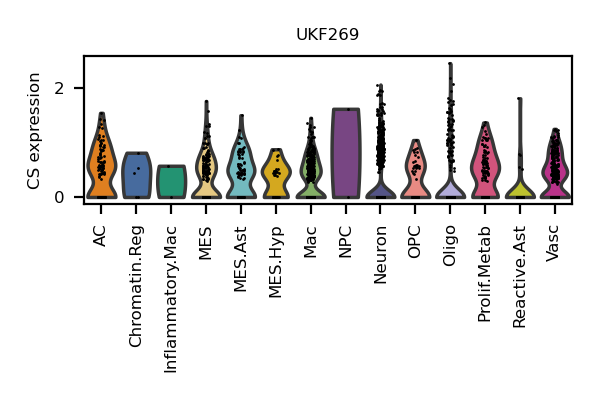 UKF269
CS expression
2
0
AC
Chromatin.Reg
Inflammatory.Mac
MES
MES.Ast
MES.Hyp
Mac
NPC
Neuron
OPC
Oligo
Prolif.Metab
Reactive.Ast
Vasc